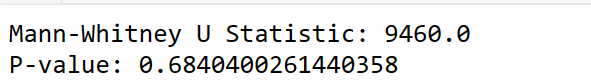 Mann-Whitney U Statistic: 9460.0
P-value: 0.6840400261440358